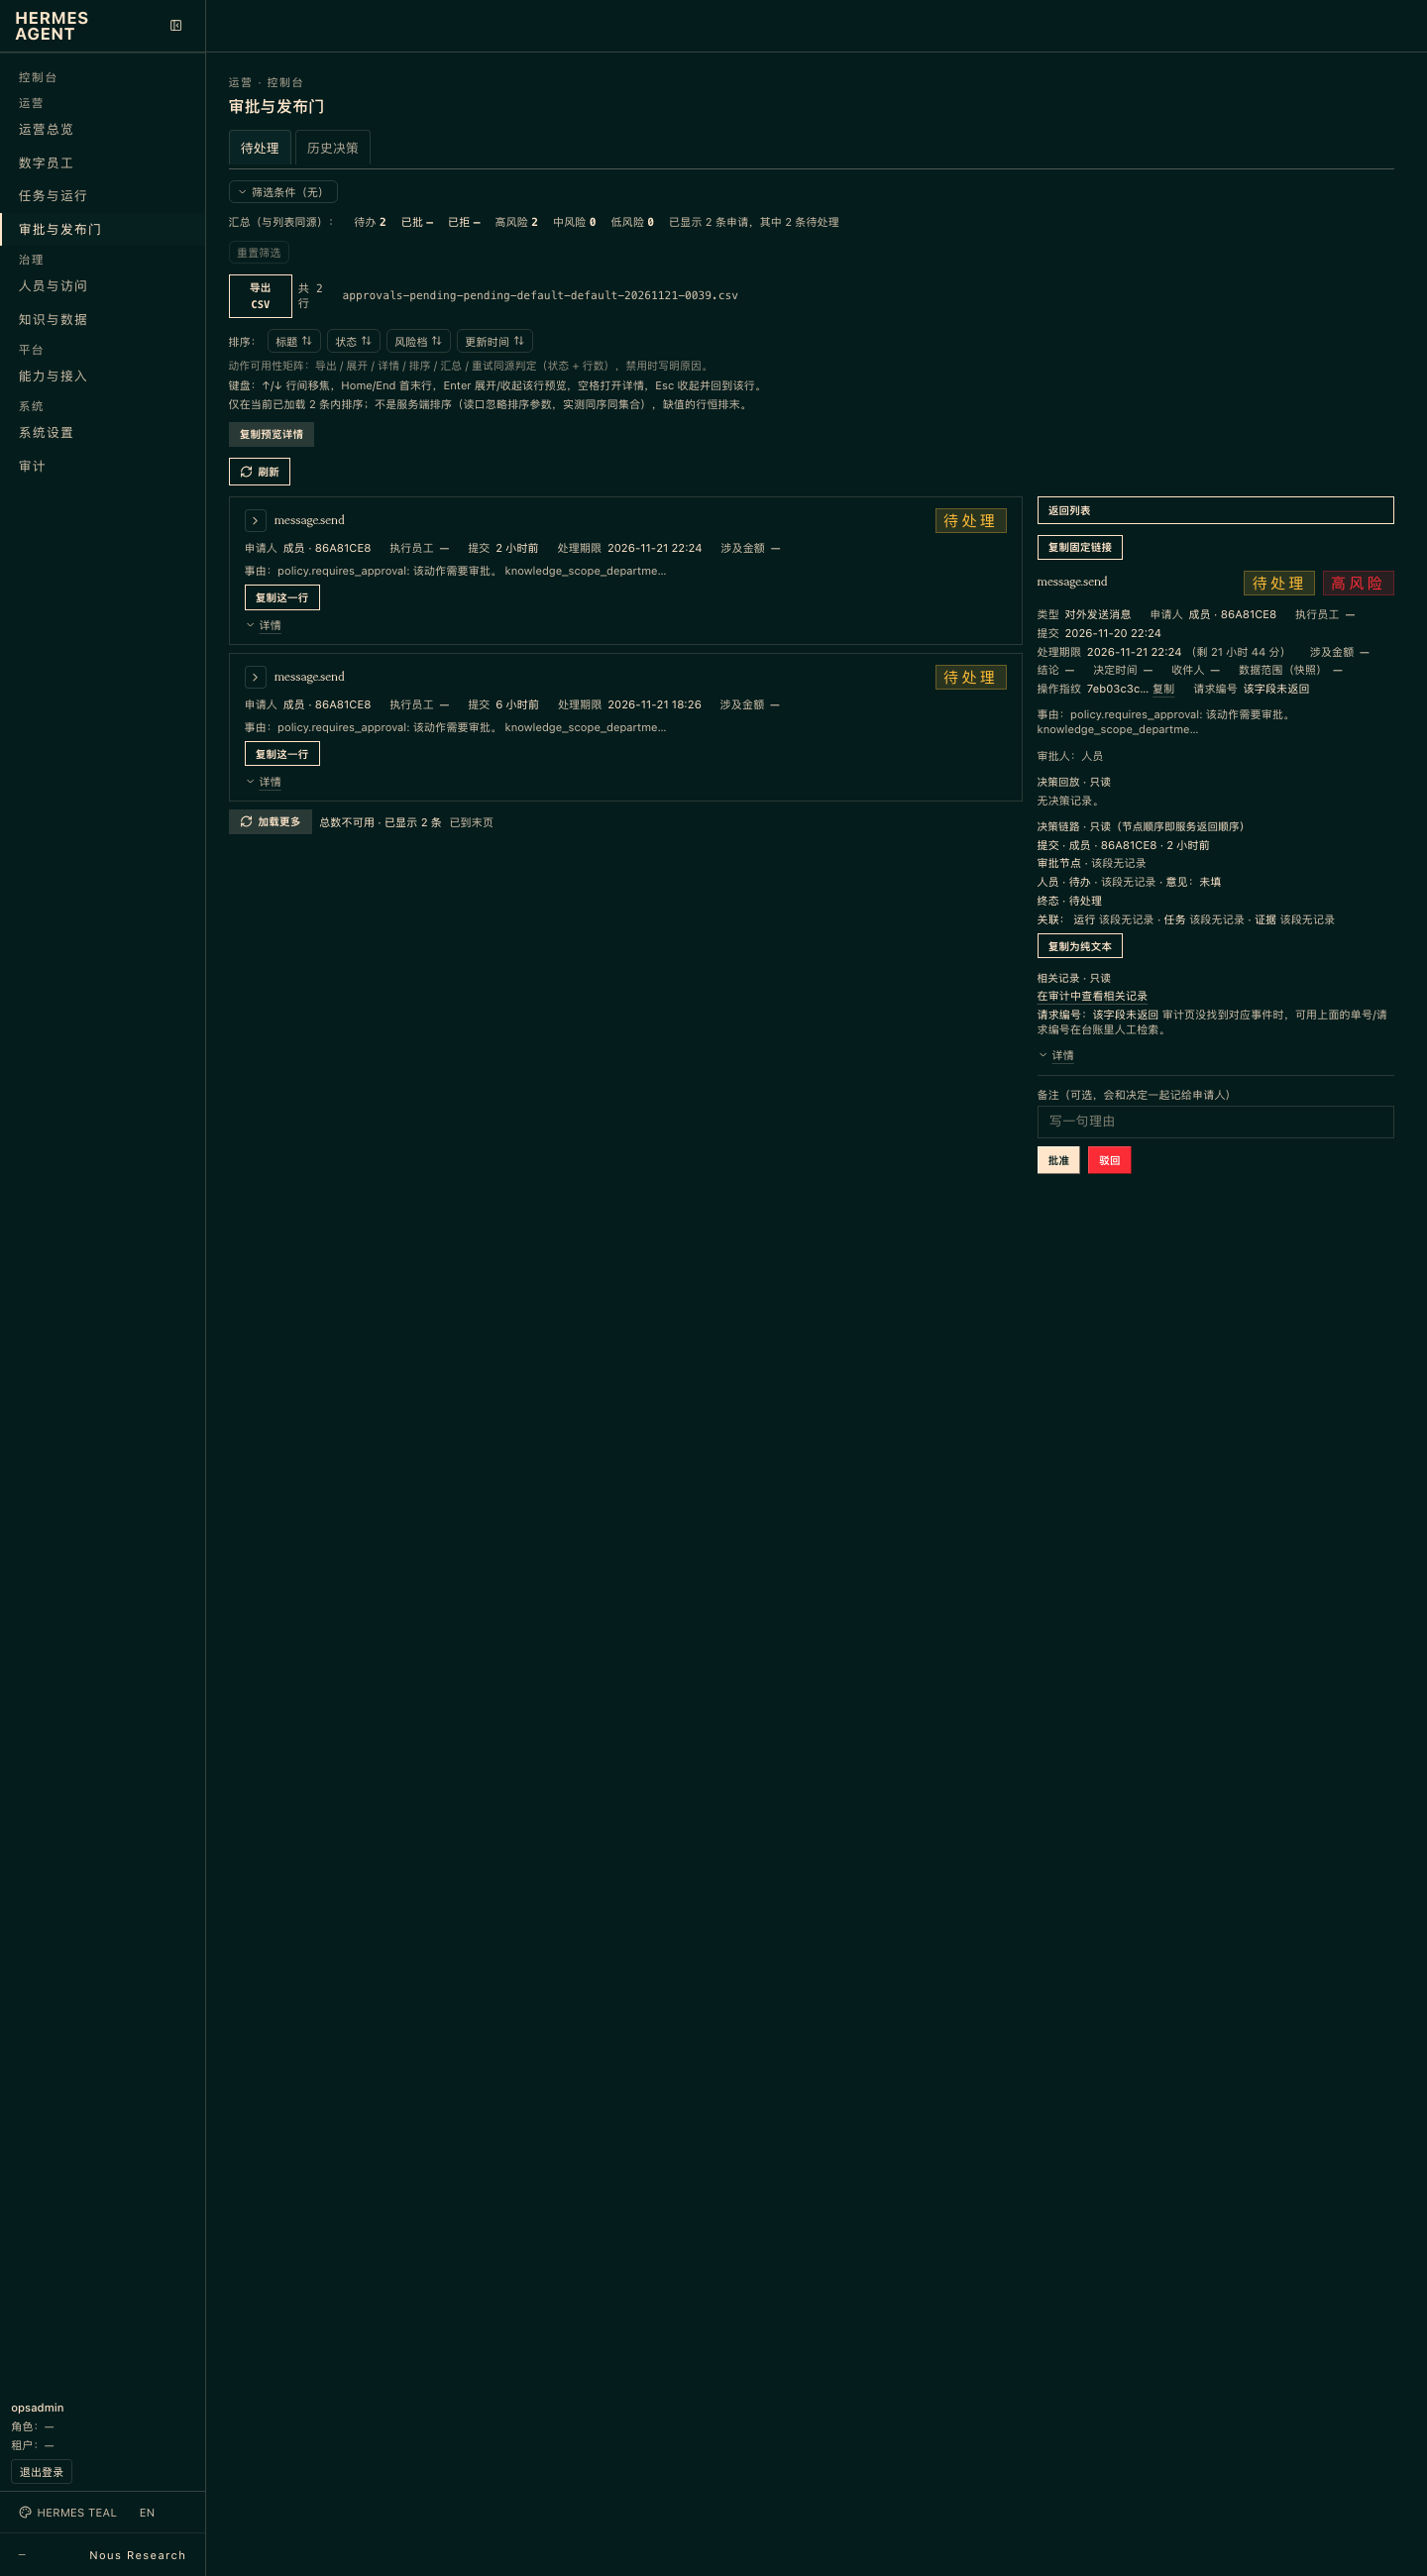 HERMES
AGENT
控制台
运营
运营总览
数字员工
任务与运行
审批与发布门
治理
人员与访问
知识与数据
平台
能力与接入
系统
系统设置
审计
运营 · 控制台
审批与发布门
待处理 历史决策
筛选条件（无）
汇总（与列表同源）： 待办 2 已批 — 已拒 — 高风险 2 中风险 0 低风险 0 已显示 2 条申请，其中 2 条待处理
重置筛选
导出
CSV
共 2
行
approvals-pending-pending-default-default-20261121-0039.csv
排序： 标题 状态 风险档 更新时间
动作可用性矩阵：导出 / 展开 / 详情 / 排序 / 汇总 / 重试同源判定（状态 + 行数），禁用时写明原因。
键盘：↑/↓ 行间移焦，Home/End 首末行，Enter 展开/收起该行预览，空格打开详情，Esc 收起并回到该行。
仅在当前已加载 2 条内排序；不是服务端排序（读口忽略排序参数，实测同序同集合），缺值的行恒排末。
复制预览详情
刷新
message.send 待处理
申请人 成员 · 86A81CE8 执行员工 — 提交 2 小时前 处理期限 2026-11-21 22:24 涉及金额 —
事由：policy.requires_approval: 该动作需要审批。 knowledge_scope_departme…
复制这一行
详情
message.send 待处理
申请人 成员 · 86A81CE8 执行员工 — 提交 6 小时前 处理期限 2026-11-21 18:26 涉及金额 —
事由：policy.requires_approval: 该动作需要审批。 knowledge_scope_departme…
复制这一行
详情
加载更多 总数不可用 · 已显示 2 条 已到末页
返回列表
复制固定链接
message.send 待处理 高风险
类型 对外发送消息 申请人 成员 · 86A81CE8 执行员工 —
提交 2026-11-20 22:24
处理期限 2026-11-21 22:24 （剩 21 小时 44 分） 涉及金额 —
结论 — 决定时间 — 收件人 — 数据范围（快照） —
操作指纹 7eb03c3c… 复制 请求编号 该字段未返回
事由：policy.requires_approval: 该动作需要审批。
knowledge_scope_departme…
审批人：人员
决策回放 · 只读
无决策记录。
决策链路 · 只读（节点顺序即服务返回顺序）
提交 · 成员 · 86A81CE8 · 2 小时前
审批节点 · 该段无记录
人员 · 待办 · 该段无记录 · 意见：未填
终态 · 待处理
关联： 运行 该段无记录 · 任务 该段无记录 · 证据 该段无记录
复制为纯文本
相关记录 · 只读
在审计中查看相关记录
请求编号：该字段未返回 审计页没找到对应事件时，可用上面的单号/请
求编号在台账里人工检索。
详情
备注（可选，会和决定一起记给申请人）
写一句理由
批准 驳回
opsadmin
角色：—
租户：—
退出登录
HERMES TEAL EN
— Nous Research